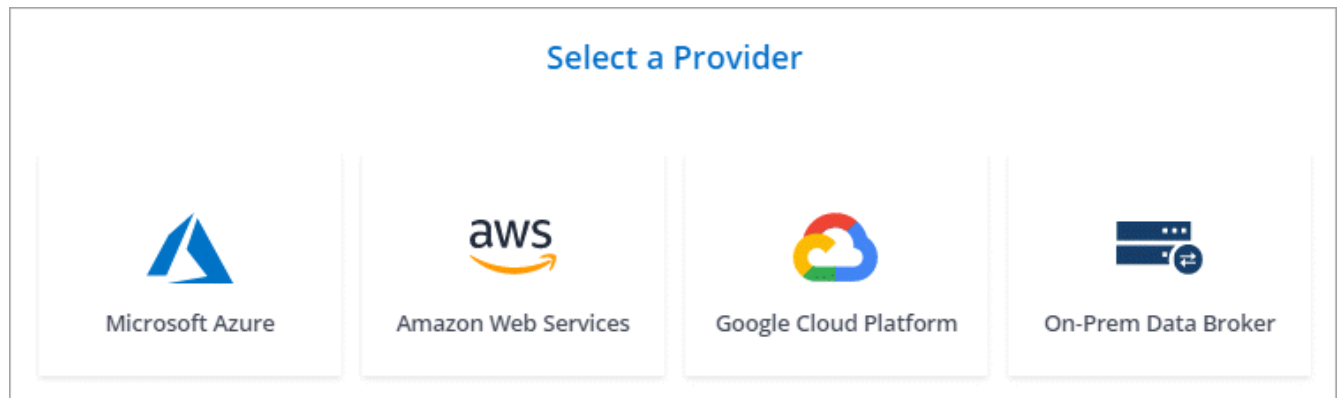 Select a Provider
aws
Microsoft Azure
Amazon Web Services
Google Cloud Platform
On-Prem Data Broker